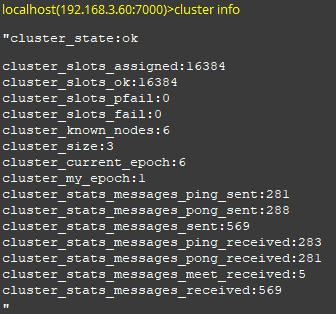 localhost(192.168.3.60:7000)>cluster info
"cluster_state:ok
cluster_slots_assigned:16384
cluster_slots_ok:16384
cluster_slots_pfail:0
cluster_slots_fail:0
cluster_known_nodes:6
cluster_size:3
cluster_current_epoch:6
cluster_my_epoch:1
cluster_stats_messages_ping_sent:281
cluster_stats_messages_pong_sent:288
cluster_stats_messages_sent:569
cluster_stats_messages_ping_received:283
cluster_stats_messages_pong_received:281
cluster_stats_messages_meet_received:5
cluster_stats_messages_received:569
"